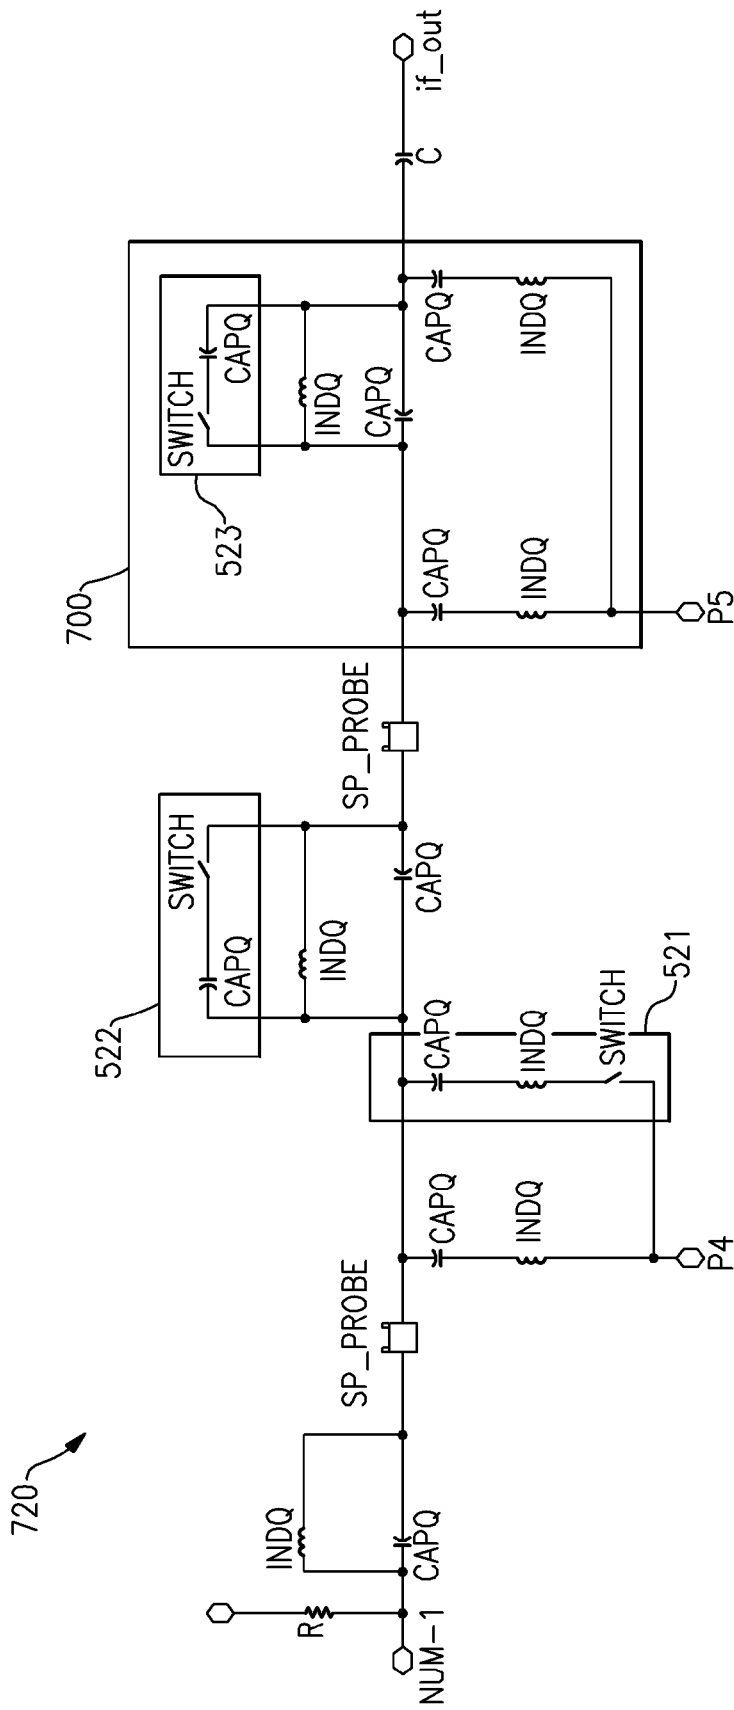 720
NUM-1
R
INDQ
CAPQ
SP_PROBE
CAPQ
INDQ
P4
CAPQ
INDQ
SWITCH
521
522
CAPQ
SWITCH
INDQ
CAPQ
SP_PROBE
700
523
SWITCH
CAPQ
INDQ
CAPQ
CAPQ
INDQ
P5
CAPQ
INDQ
C
if_out